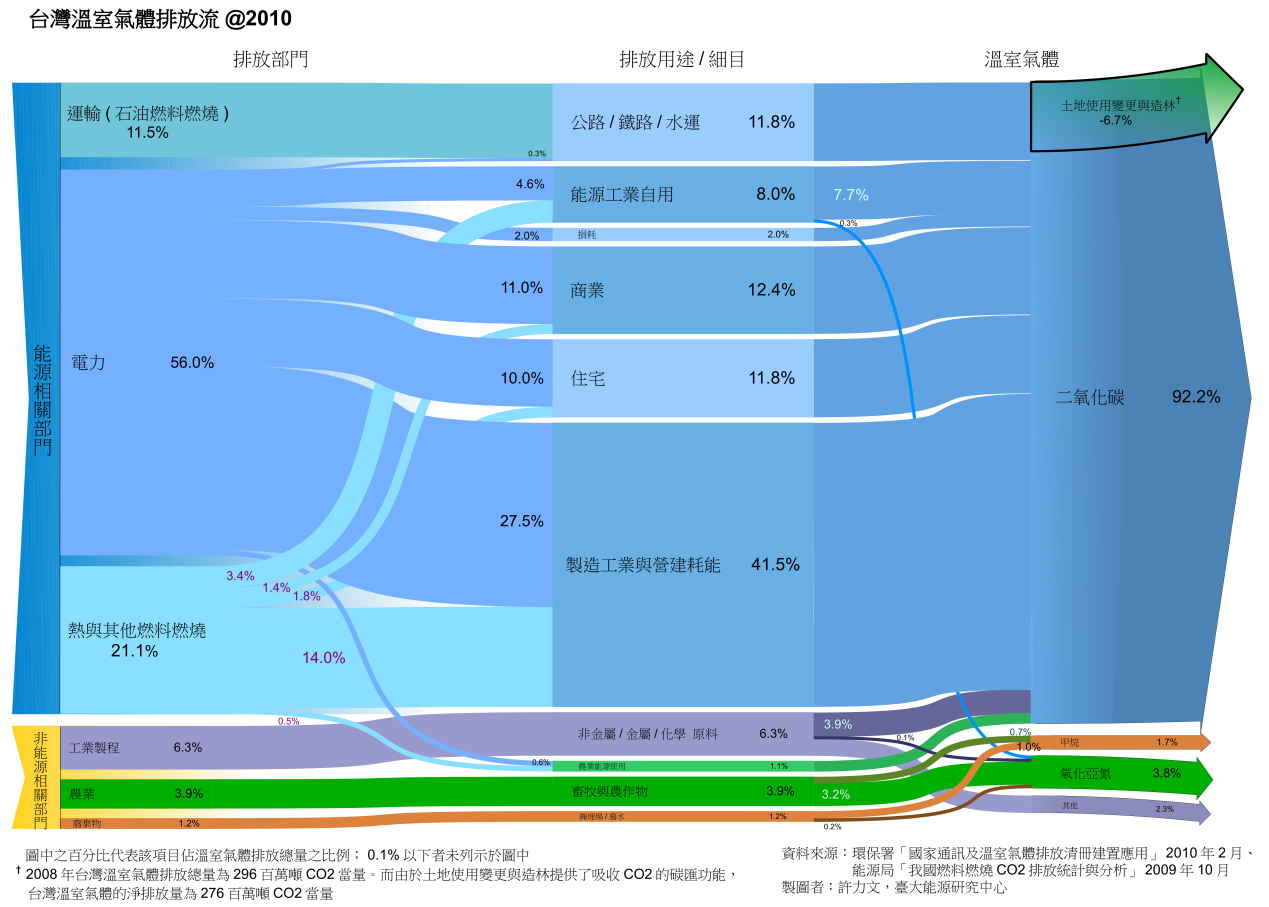 台灣溫室氣體排放流 @2010
排放部門
排放用途 / 細目
溫室氣體
運輸 ( 石油燃料燃燒 )
11.5%
公路 / 鐵路 / 水運 11.8%
土地使用變更與造林†
-6.7%
0.3%
4.6%
能源工業自用 8.0%
7.7%
0.3%
2.0%
損耗 2.0%
11.0%
商業 12.4%
能源相關部門
電力 56.0%
10.0%
住宅 11.8%
二氧化碳 92.2%
27.5%
製造工業與營建耗能 41.5%
3.4%
1.4%
1.8%
熱與其他燃料燃燒
21.1%
14.0%
0.5%
非能源相關部門
工業製程 6.3%
非金屬 / 金屬 / 化學 原料 6.3%
3.9%
0.1%
0.7%
1.0%
甲烷 1.7%
0.6%
農業能源使用 1.1%
農業 3.9%
畜牧與農作物 3.9%
3.2%
氧化亞氮 3.8%
廢棄物 1.2%
掩埋場 / 廢水 1.2%
0.2%
其他 2.3%
圖中之百分比代表該項目佔溫室氣體排放總量之比例； 0.1% 以下者未列示於圖中
† 2008 年台灣溫室氣體排放總量為 296 百萬噸 CO2 當量。而由於土地使用變更與造林提供了吸收 CO2 的碳匯功能，
台灣溫室氣體的淨排放量為 276 百萬噸 CO2 當量
資料來源：環保署「國家通訊及溫室氣體排放清冊建置應用」 2010 年 2 月、
能源局「我國燃料燃燒 CO2 排放統計與分析」 2009 年 10 月
製圖者：許力文，臺大能源研究中心